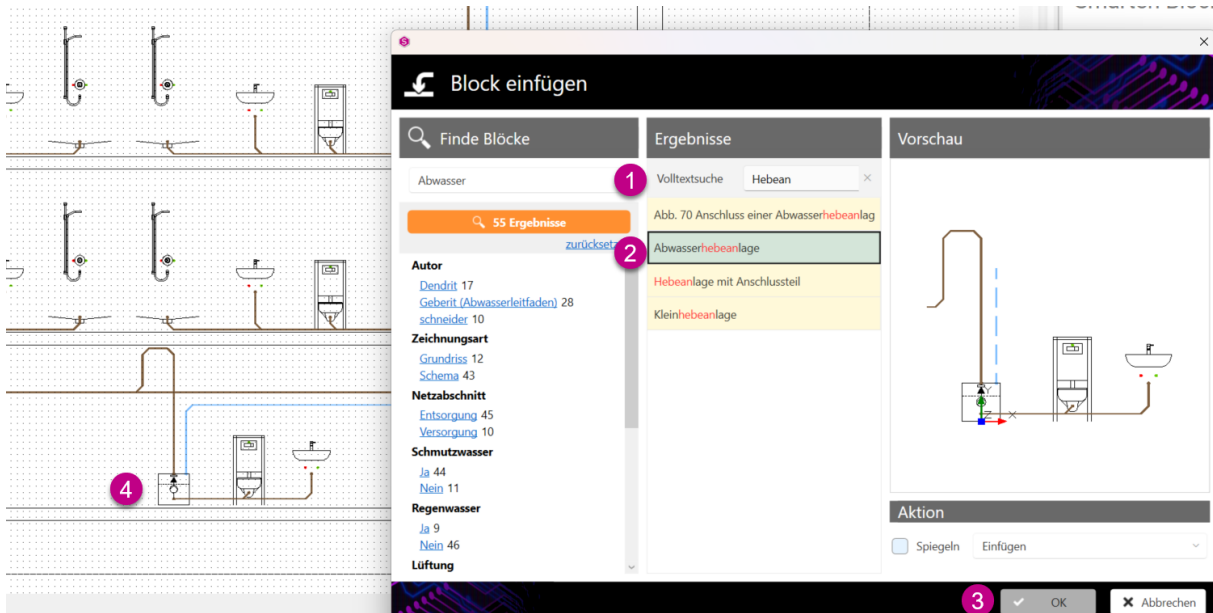 Block einfügen
Finde Blöcke
Abwasser
55 Ergebnisse
Autor
Dendrit 17
Geberit (Abwasserleitfaden) 28
schneider 10
Zeichnungsart
Grundriss 12
Schema 43
Netzabschnitt
Entsorgung 45
Versorgung 10
Schmutzwasser
Ja 44
Nein 11
Regenwasser
Ja 9
Nein 46
Lüftung
Ergebnisse
1
Volltextsuche Hebean
Abb. 70 Anschluss einer Abwasserhebeanlag
2
Abwasserhebeanlage
Hebeanlage mit Anschlussteil
Kleinhebeanlage
Vorschau
Y
Z X
Aktion
Spiegeln Einfügen
3
OK Abbrechen
4